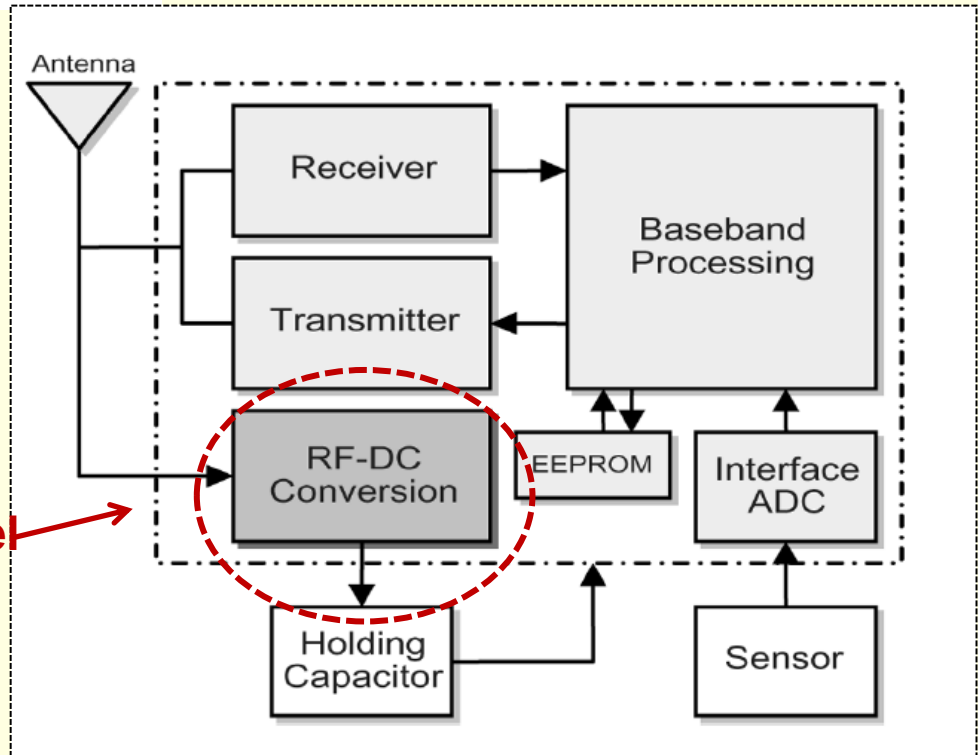 Antenna
Receiver
Baseband
Processing
Transmitter
RF-DC
Conversion
EEPROM
Interface
ADC
Holding
Capacitor
Sensor